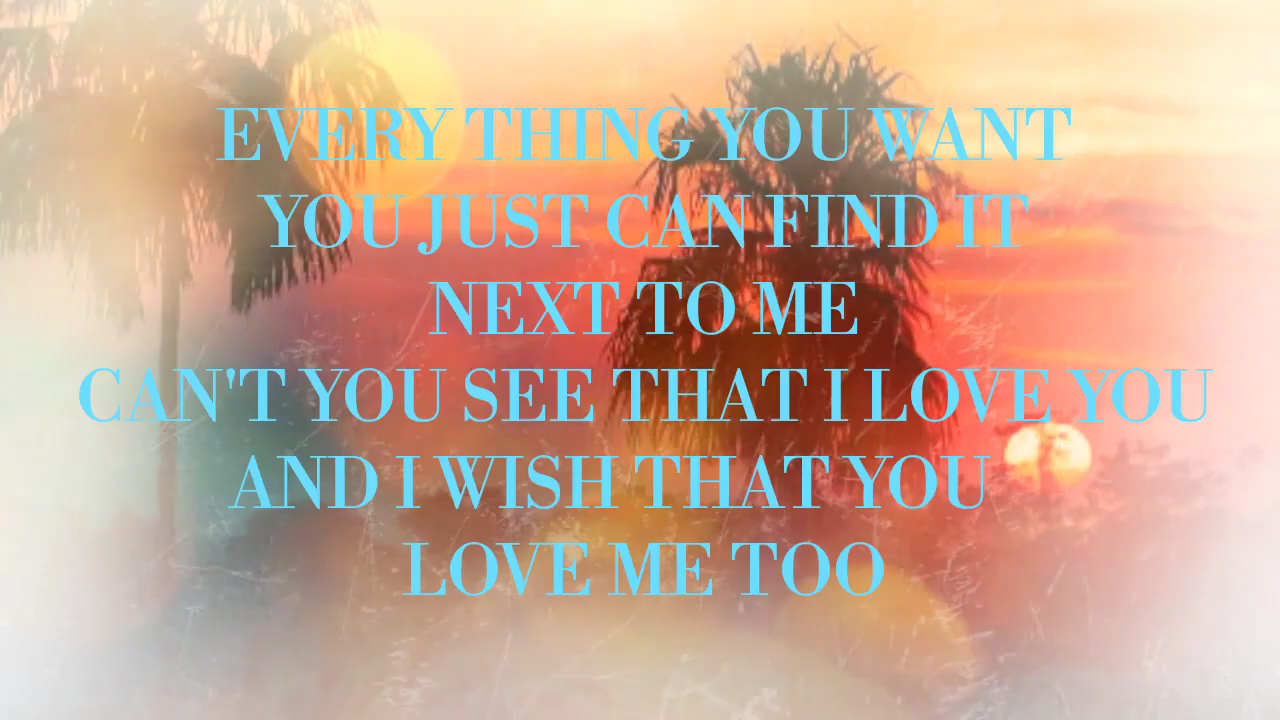 EVERY THING YOU WANT
YOU JUST CAN FIND IT
NEXT TO ME
CAN'T YOU SEE THAT I LOVE YOU
AND I WISH THAT YOU
LOVE ME TOO